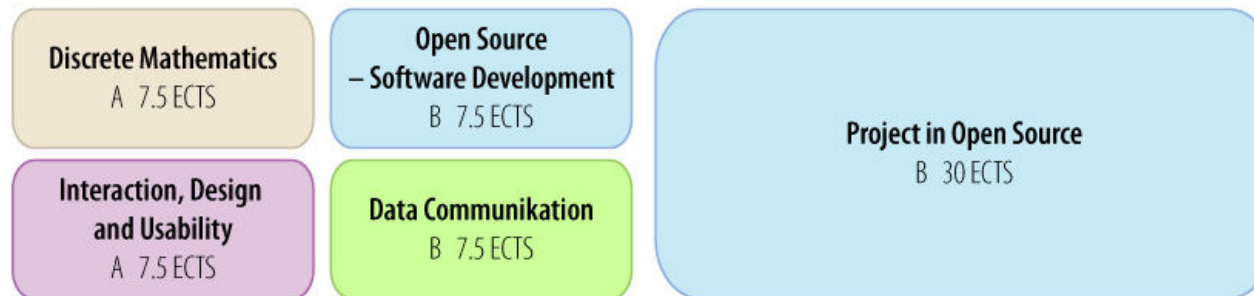 Discrete Mathematics
A 7.5 ECTS
Open Source
– Software Development
B 7.5 ECTS
Project in Open Source
B 30 ECTS
Interaction, Design
and Usability
A 7.5 ECTS
Data Communikation
B 7.5 ECTS